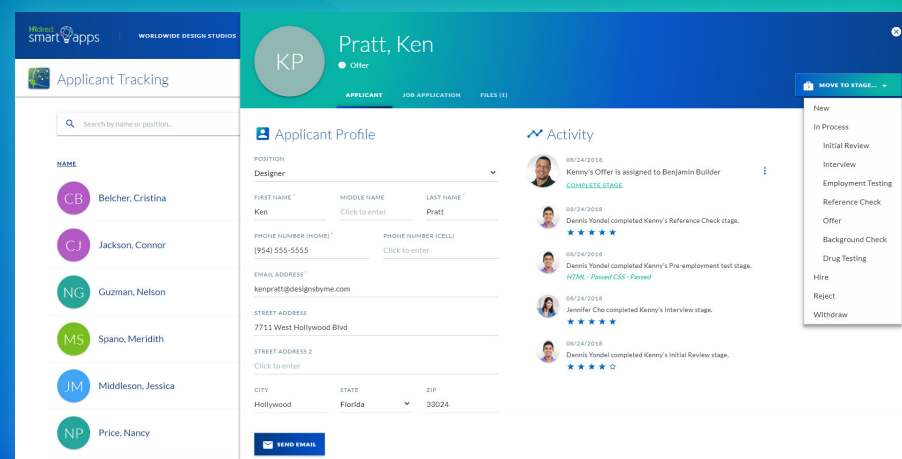 HRdirect
smart apps
WORLDWIDE DESIGN STUDIOS
Applicant Tracking
Search by name or position...
NAME
CB Belcher, Cristina
CJ Jackson, Connor
NG Guzman, Nelson
MS Spano, Meridith
JM Middleson, Jessica
NP Price, Nancy
KP
Pratt, Ken
Offer
APPLICANT JOB APPLICATION FILES (1)
MOVE TO STAGE...
New
In Process
Initial Review
Interview
Employment Testing
Reference Check
Offer
Background Check
Drug Testing
Hire
Reject
Withdraw
Applicant Profile
POSITION
Designer
FIRST NAME * MIDDLE NAME LAST NAME *
Ken Click to enter Pratt
PHONE NUMBER (HOME) * PHONE NUMBER (CELL)
(954) 555-5555 Click to enter
EMAIL ADDRESS *
kenpratt@designsbyme.com
STREET ADDRESS
7711 West Hollywood Blvd
STREET ADDRESS 2
Click to enter
CITY STATE ZIP
Hollywood Florida 33024
SEND EMAIL
Activity
08/24/2018
Kenny's Offer is assigned to Benjamin Builder
COMPLETE STAGE
08/24/2018
Dennis Yondel completed Kenny's Reference Check stage.
08/24/2018
Dennis Yondel completed Kenny's Pre-employment test stage.
HTML - Passed CSS - Passed
08/24/2018
Jennifer Cho completed Kenny's Interview stage.
08/24/2018
Dennis Yondel completed Kenny's Initial Review stage.